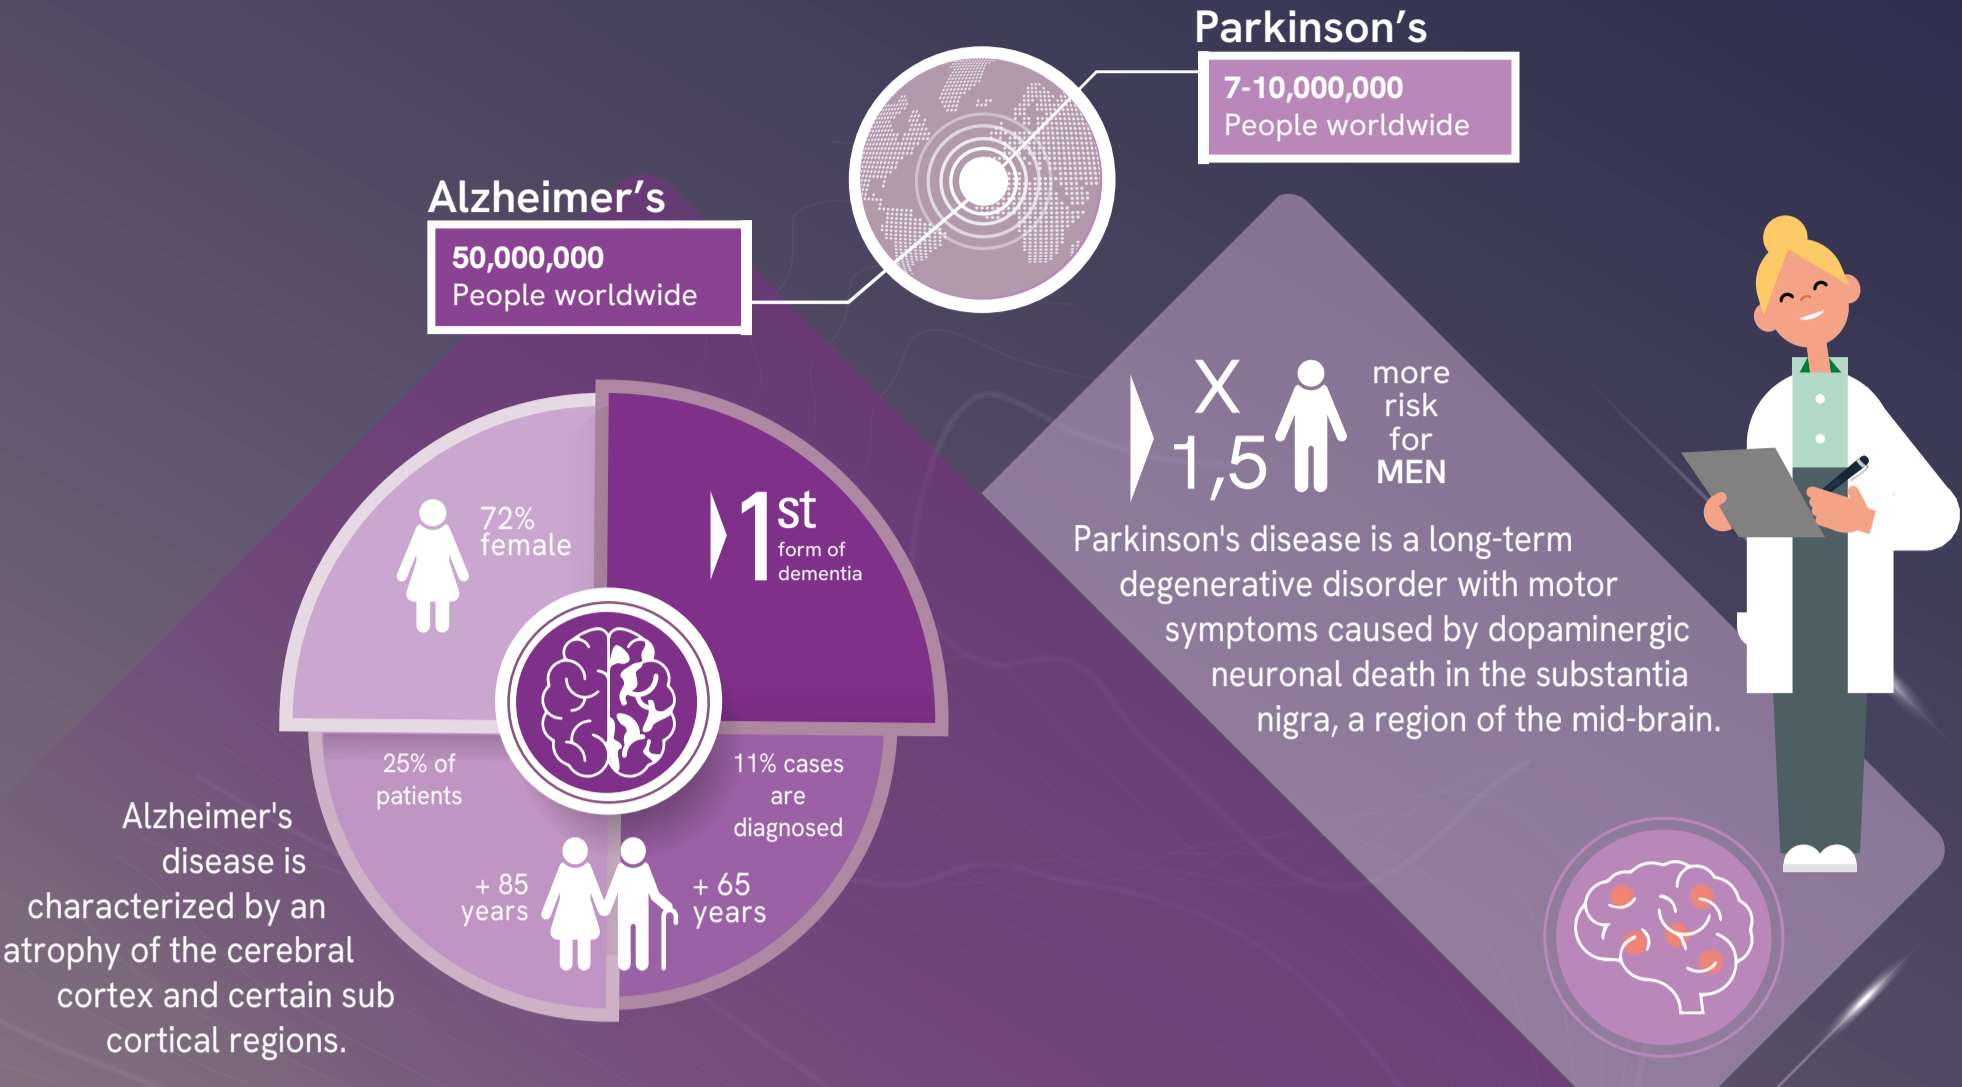 Parkinson’s
7-10,000,000
People worldwide
Alzheimer’s
50,000,000
People worldwide
72%
female
1st
form of
dementia
25% of
patients
+ 85
years
11% cases
are
diagnosed
+ 65
years
Alzheimer's
disease is
characterized by an
atrophy of the cerebral
cortex and certain sub
cortical regions.
X
1,5
more
risk
for
MEN
Parkinson's disease is a long-term
degenerative disorder with motor
symptoms caused by dopaminergic
neuronal death in the substantia
nigra, a region of the mid-brain.